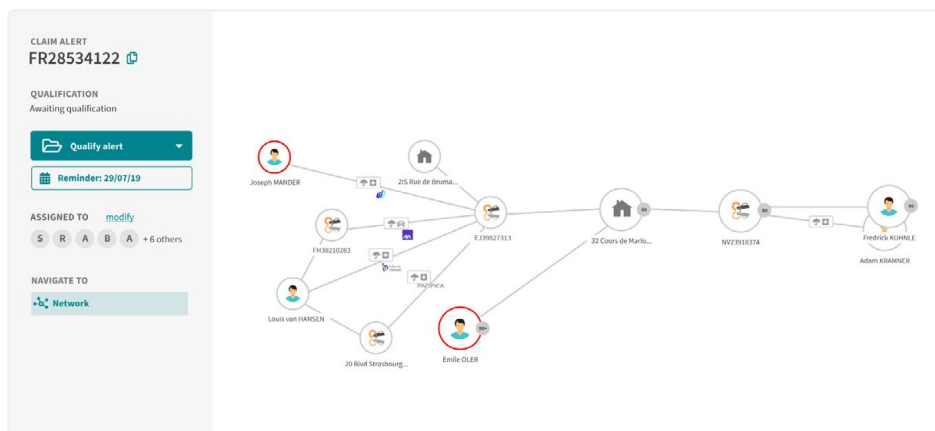 CLAIM ALERT
FR28534122
QUALIFICATION
Awaiting qualification
Qualify alert
Reminder: 29/07/19
ASSIGNED TO modify
S R A B A + 6 others
NAVIGATE TO
Network
Joseph MANDER
215 Rue de Bruma...
FH38210283
EJ39827313
32 Cours de Marlo...
NV23918374
Fredrick KUHNLE
Adam KRAMNER
PACIFICA
Louis van HANSEN
99+
20 Blvd Strasbourg...
Emile OLER